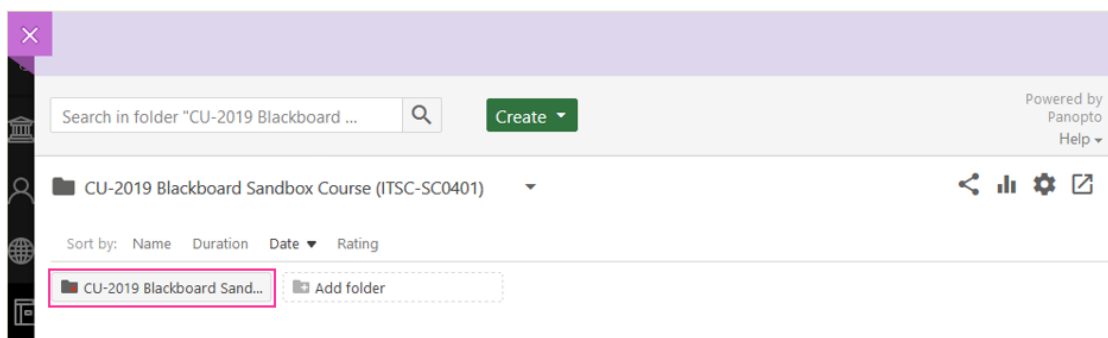 Search in folder "CU-2019 Blackboard ...
Create
Powered by
Panopto
Help
CU-2019 Blackboard Sandbox Course (ITSC-SC0401)
Sort by: Name Duration Date Rating
CU-2019 Blackboard Sand... Add folder